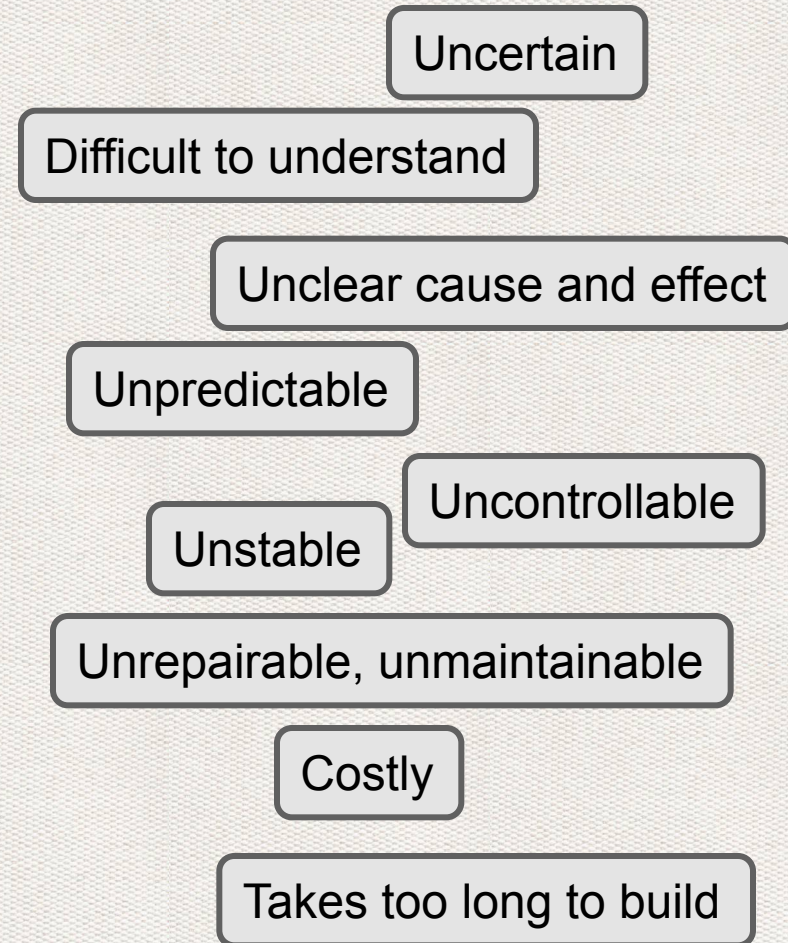 Uncertain
Difficult to understand
Unclear cause and effect
Unpredictable
Uncontrollable
Unstable
Unrepairable, unmaintainable
Costly
Takes too long to build